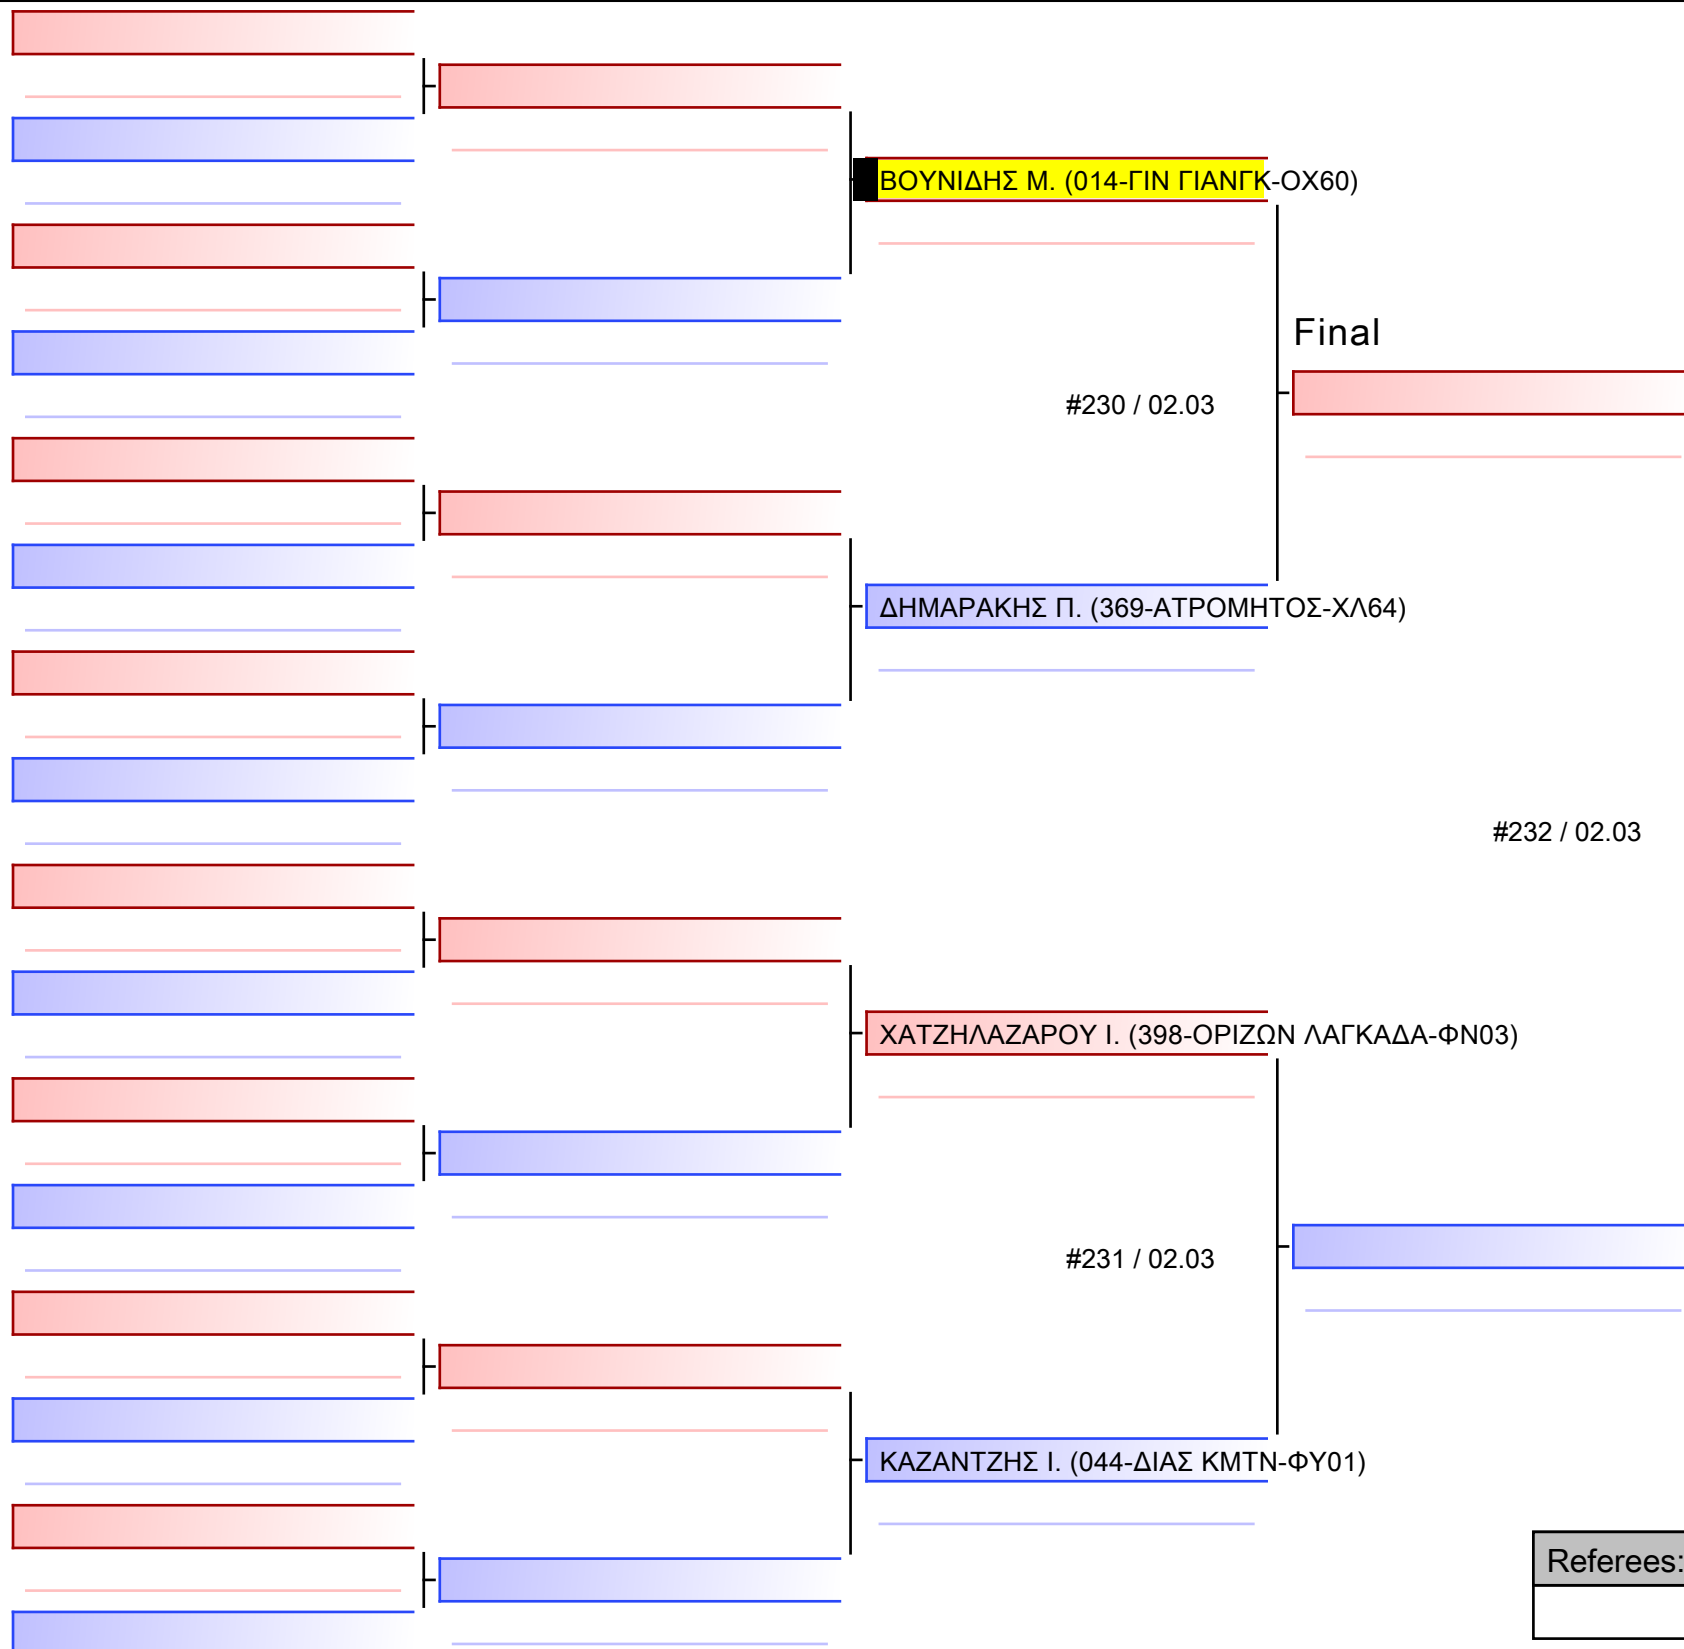 ΒΟΥΝΙΔΗΣ Μ. (014-ΓΙΝ ΓΙΑΝΓΚ-ΟΧ60)
Final
#230 / 02.03
ΔΗΜΑΡΑΚΗΣ Π. (369-ΑΤΡΟΜΗΤΟΣ-ΧΛ64)
#232 / 02.03
ΧΑΤΖΗΛΑΖΑΡΟΥ Ι. (398-ΟΡΙΖΩΝ ΛΑΓΚΑΔΑ-ΦΝ03)
#231 / 02.03
ΚΑΖΑΝΤΖΗΣ Ι. (044-ΔΙΑΣ ΚΜΤΝ-ΦΥ01)
Referees: